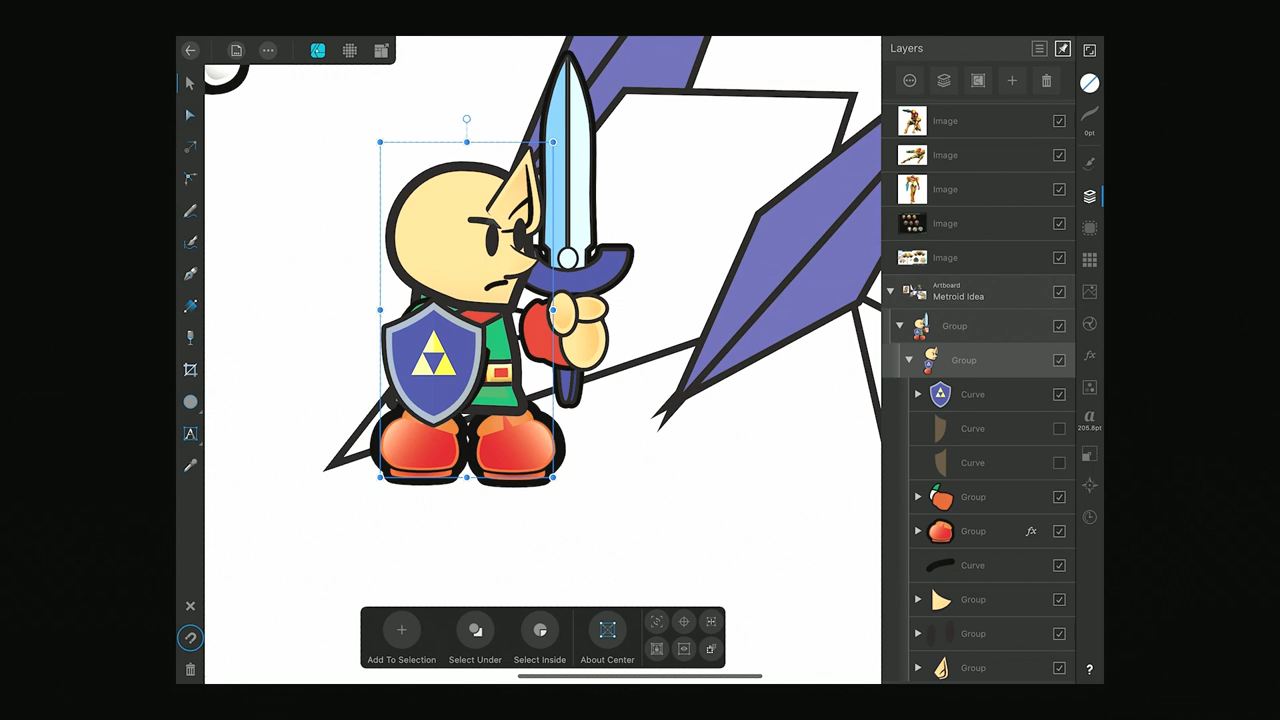 Layers
Image
0pt
Image
Image
Image
Image
Artboard
Metroid Idea
Group
Group
fx
Curve
a
205.8pt
Curve
Curve
Group
Group fx
Curve
Group
Group
Group
?
Add To Selection Select Under Select Inside About Center
A